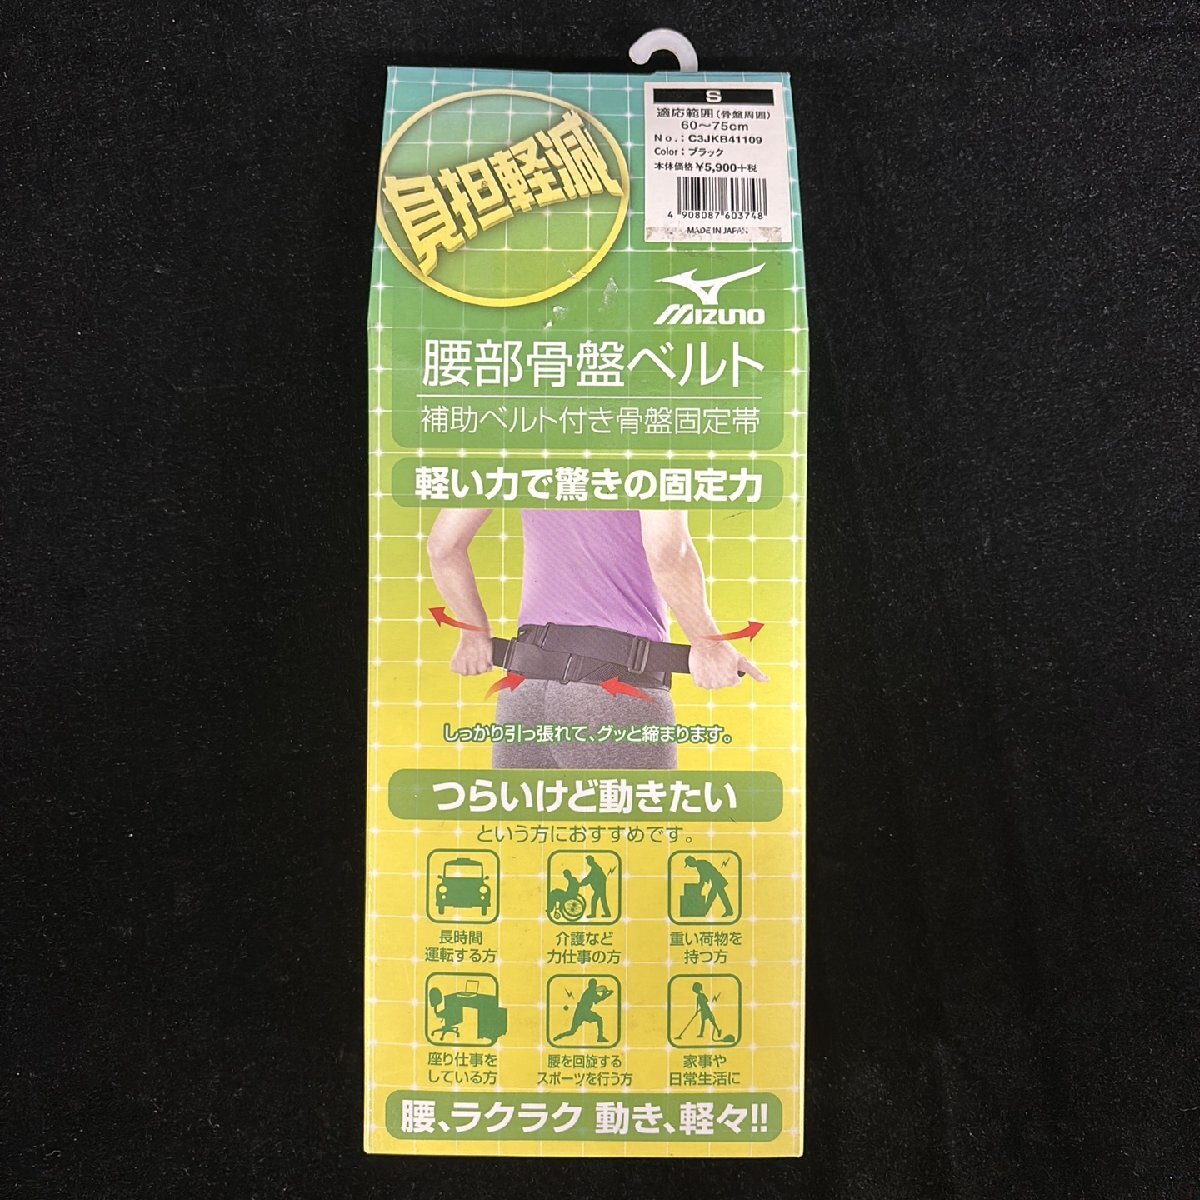 負担軽減
S
適応範囲(骨盤周囲)
60〜75cm
No.:C3JKB41109
Color:ブラック
本体価格¥5,900+税
4 908087 603748
MADE IN JAPAN
MIZUNO
腰部骨盤ベルト
補助ベルト付き骨盤固定帯
軽い力で驚きの固定力
しっかり引っ張れて、グッと締まります。
つらいけど動きたい
という方におすすめです。
長時間
運転する方
介護など
力仕事の方
重い荷物を
持つ方
座り仕事を
している方
腰を回旋する
スポーツを行う方
家事や
日常生活に
腰、ラクラク 動き、軽々!!